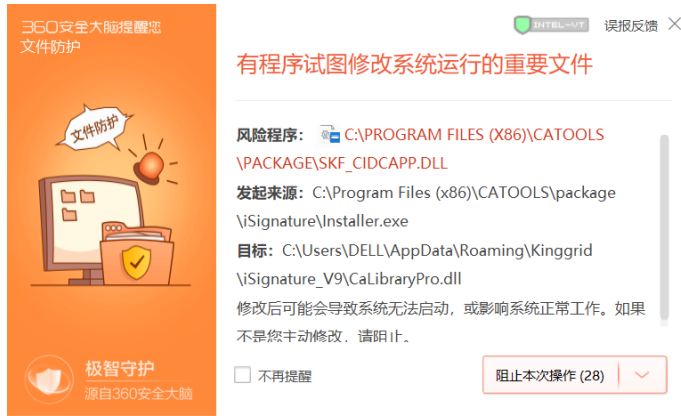 360安全大脑提醒您
文件防护
INTEL-VT
误报反馈
有程序试图修改系统运行的重要文件
文件防护
风险程序： C:\PROGRAM FILES (X86)\CATOOLS
\PACKAGE\SKF_CIDCAPP.DLL
发起来源：C:\Program Files (x86)\CATOOLS\package
\iSignature\Installer.exe
目标：C:\Users\DELL\AppData\Roaming\Kinggrid
\iSignature_V9\CaLibraryPro.dll
修改后可能会导致系统无法启动，或影响系统正常工作。如果
不是您主动修改，请阻止。
极智守护
源自360安全大脑
不再提醒
阻止本次操作 (28)